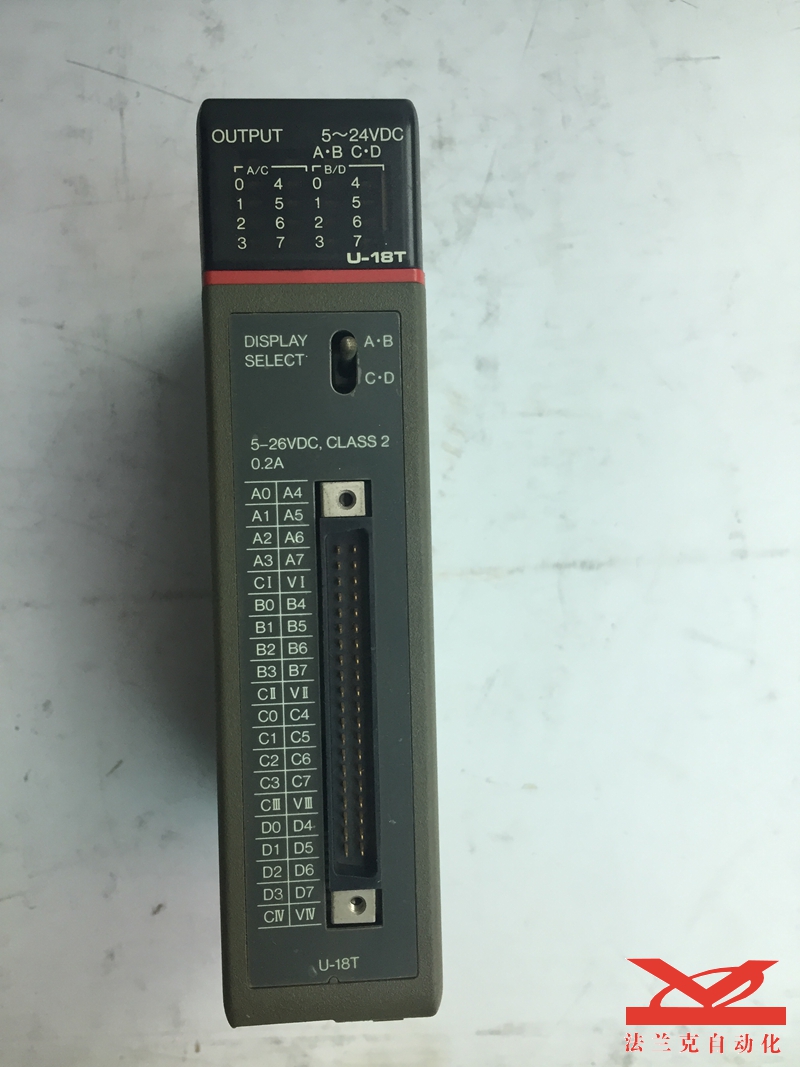 OUTPUT 5～24VDC
A·B C·D
A/C B/D
0 4 0 4
1 5 1 5
2 6 2 6
3 7 3 7
U-18T
DISPLAY SELECT
A·B
C·D
5-26VDC, CLASS 2
0.2A
A0 A4
A1 A5
A2 A6
A3 A7
CⅠ VⅠ
B0 B4
B1 B5
B2 B6
B3 B7
CⅡ VⅡ
C0 C4
C1 C5
C2 C6
C3 C7
CⅢ VⅢ
D0 D4
D1 D5
D2 D6
D3 D7
CⅣ VⅣ
U-18T
法兰克自动化